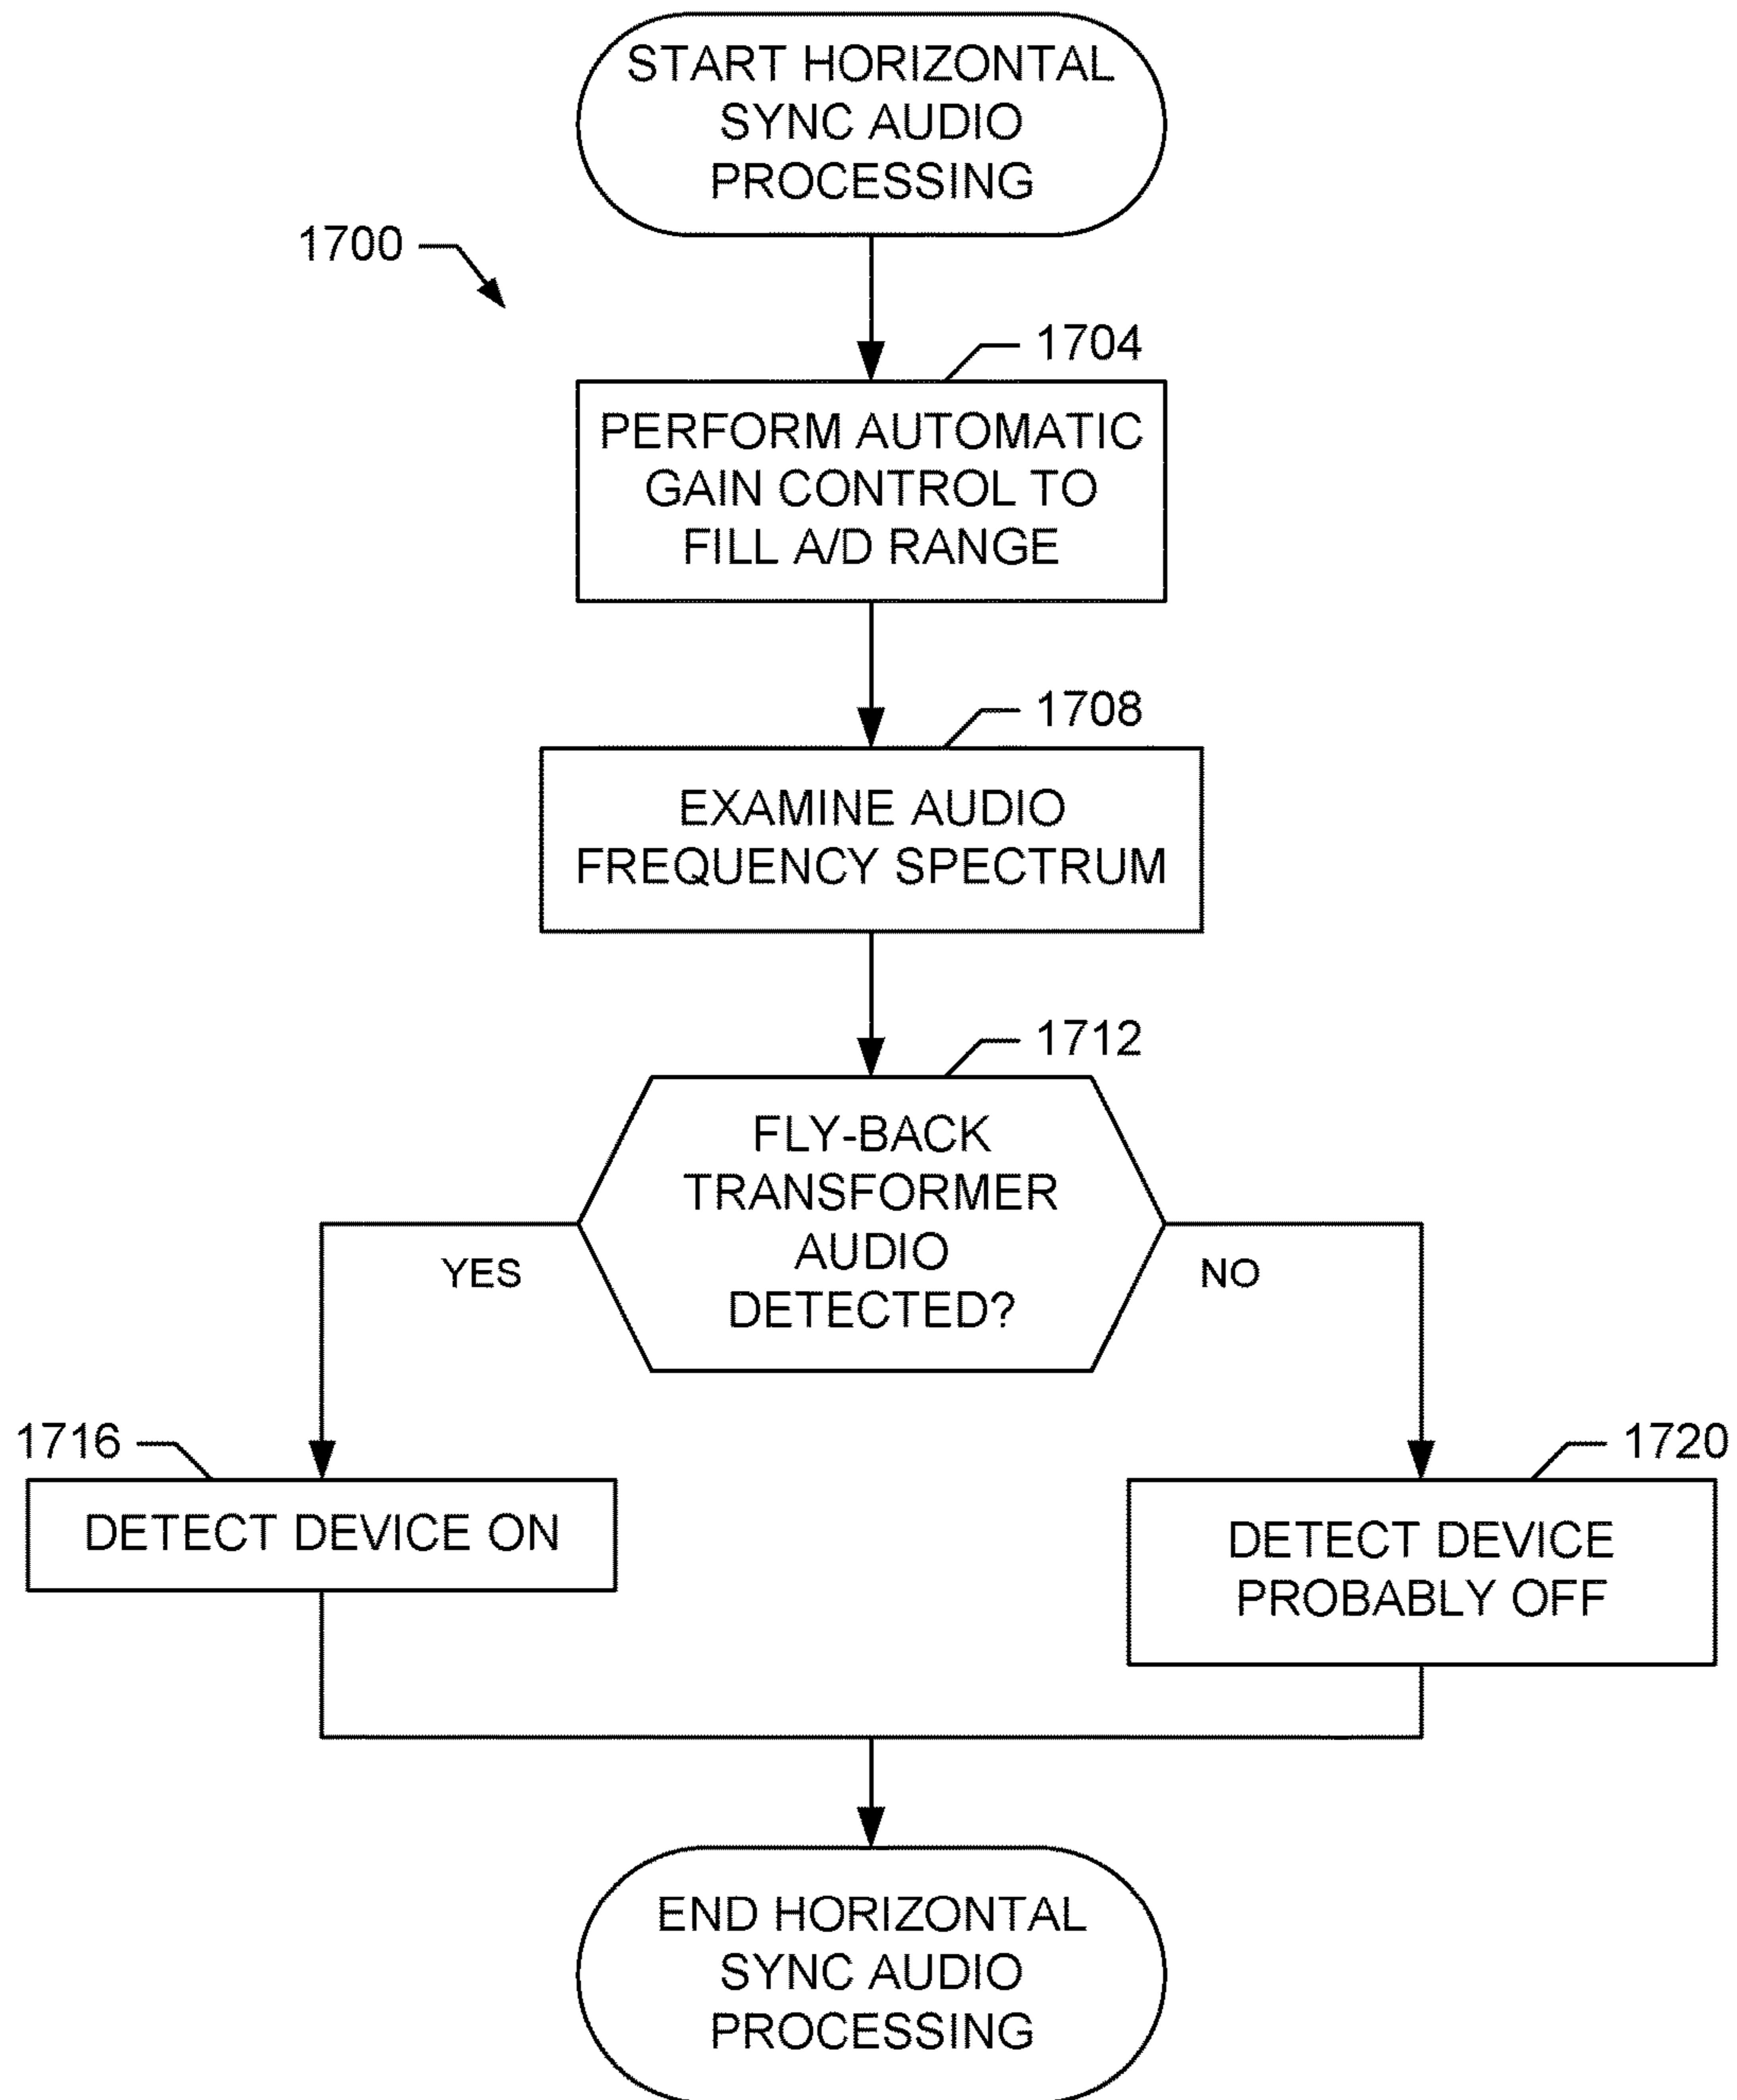 START HORIZONTAL
SYNC AUDIO
PROCESSING
1700
1704
PERFORM AUTOMATIC
GAIN CONTROL TO
FILL A/D RANGE
1708
EXAMINE AUDIO
FREQUENCY SPECTRUM
1712
FLY-BACK
TRANSFORMER
AUDIO
DETECTED?
YES
NO
1716
DETECT DEVICE ON
1720
DETECT DEVICE
PROBABLY OFF
END HORIZONTAL
SYNC AUDIO
PROCESSING